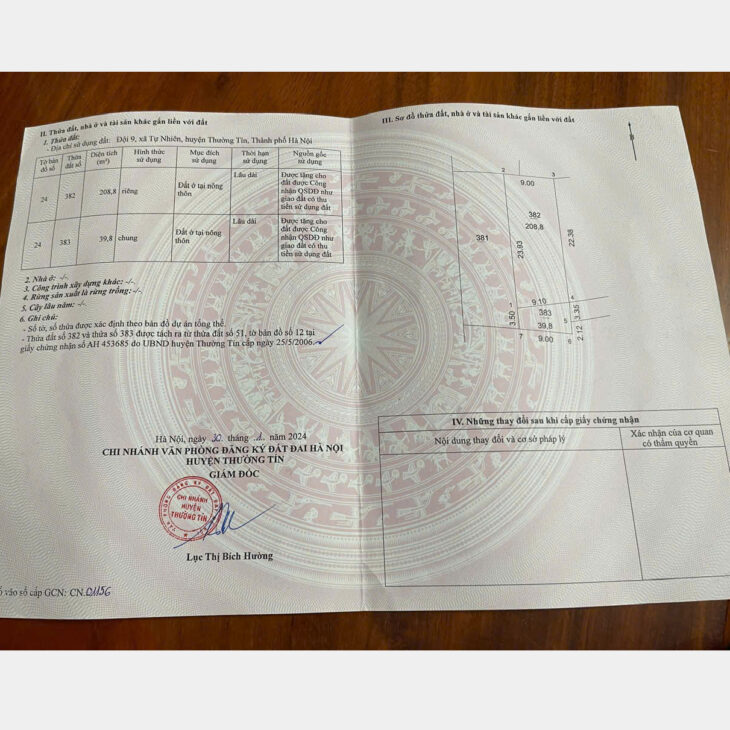 II. Thửa đất, nhà ở và tài sản khác gắn liền với đất
1. Thửa đất:
- Địa chỉ sử dụng đất: Đội 9, xã Tự Nhiên, huyện Thường Tín, Thành phố Hà Nội
Tờ bản đồ số | Thửa đất số | Diện tích (m²) | Hình thức sử dụng | Mục đích sử dụng | Thời hạn sử dụng | Nguồn gốc sử dụng
24 | 382 | 208,8 | riêng | Đất ở tại nông thôn | Lâu dài | Được tặng cho đất được Công nhận QSDĐ như giao đất có thu tiền sử dụng đất
24 | 383 | 39,8 | chung | Đất ở tại nông thôn | Lâu dài | Được tặng cho đất được Công nhận QSDĐ như giao đất có thu tiền sử dụng đất
2. Nhà ở: -/-.
3. Công trình xây dựng khác: -/-.
4. Rừng sản xuất là rừng trồng: -/-.
5. Cây lâu năm: -/-.
6. Ghi chú:
- Số tờ, số thửa được xác định theo bản đồ dự án tổng thể.
- Thửa đất số 382 và thửa số 383 được tách ra từ thửa đất số 51, tờ bản đồ số 12 tại
giấy chứng nhận số AH 453685 do UBND huyện Thường Tín cấp ngày 25/5/2006.
Hà Nội, ngày 30 tháng năm 2024
CHI NHÁNH VĂN PHÒNG ĐĂNG KÝ ĐẤT ĐAI HÀ NỘI
HUYỆN THƯỜNG TÍN
GIÁM ĐỐC
CHI NHÁNH
HUYỆN
THƯỜNG TÍN
Lục Thị Bích Hường
vào sổ cấp GCN: CN.01156
III. Sơ đồ thửa đất, nhà ở và tài sản khác gắn liền với đất
B
2
3
9.00
382
208,8
381
23.93
22.38
1
9.10
4
383
3.50
3.35
39,8
5
7
9.00
6
2.12
IV. Những thay đổi sau khi cấp giấy chứng nhận
Nội dung thay đổi và cơ sở pháp lý
Xác nhận của cơ quan
có thẩm quyền